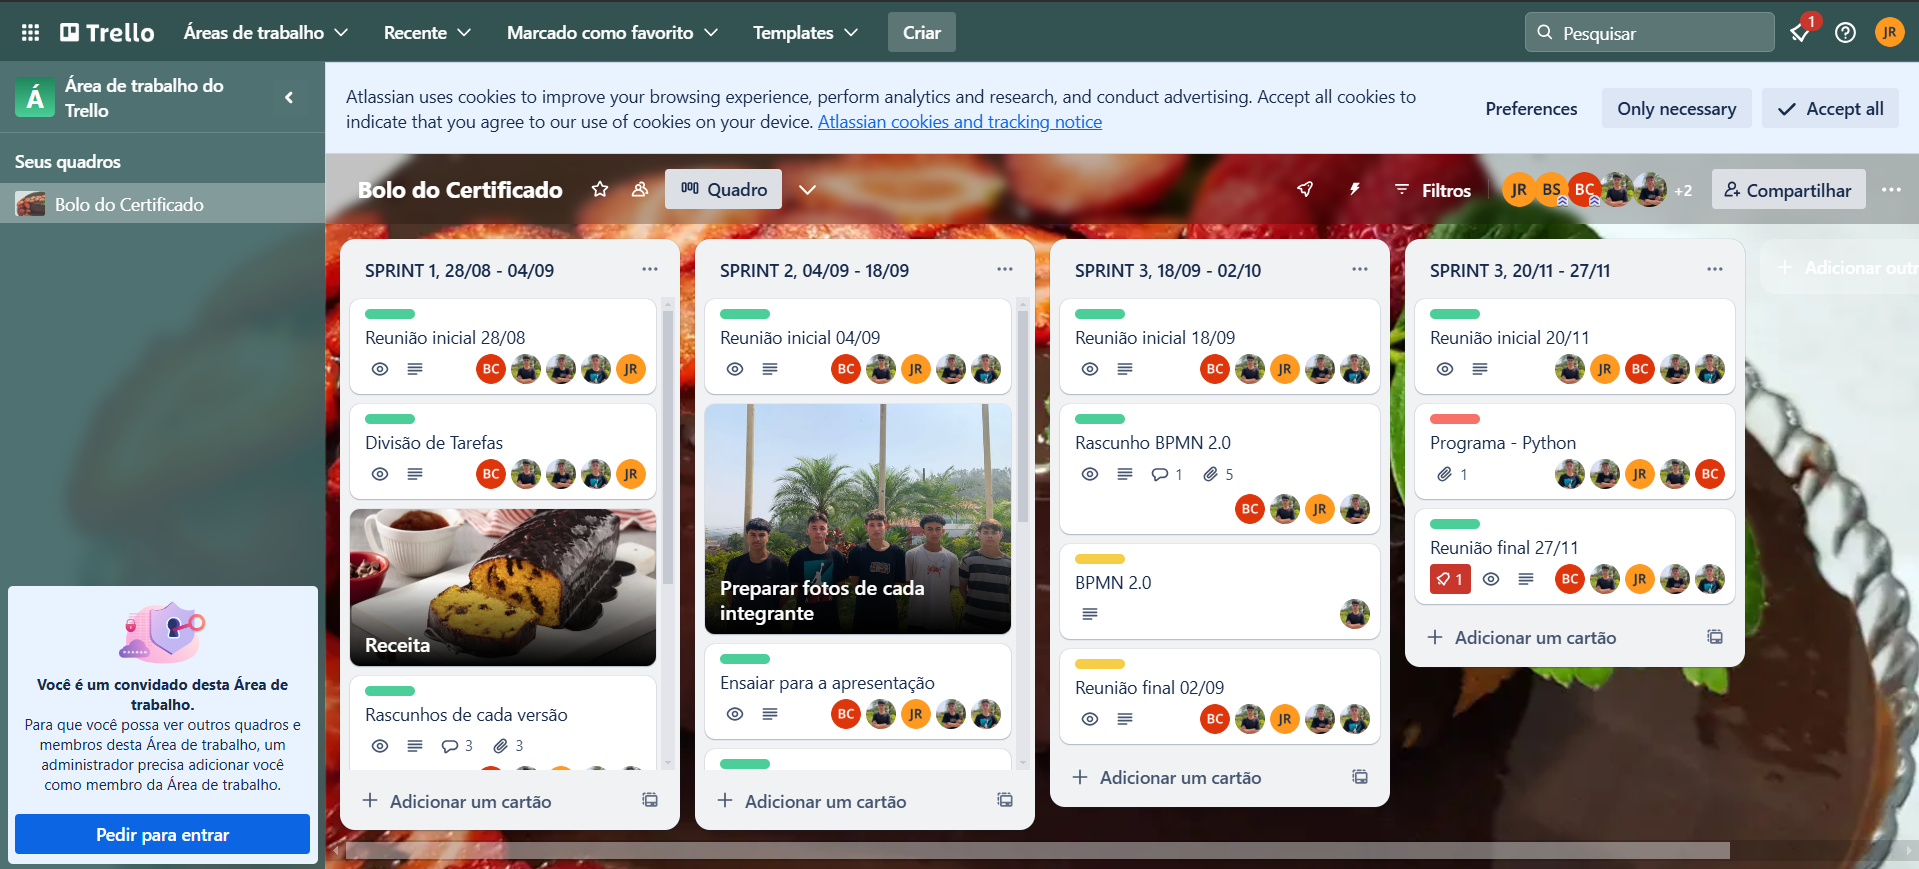 Trello
Áreas de trabalho
Recente
Marcado como favorito
Templates
Criar
Pesquisar
1
JR
Á
Área de trabalho do
Trello
Seus quadros
Bolo do Certificado
Você é um convidado desta Área de
trabalho.
Para que você possa ver outros quadros e
membros desta Área de trabalho, um
administrador precisa adicionar você
como membro da Área de trabalho.
Pedir para entrar
Atlassian uses cookies to improve your browsing experience, perform analytics and research, and conduct advertising. Accept all cookies to
indicate that you agree to our use of cookies on your device. Atlassian cookies and tracking notice
Preferences
Only necessary
Accept all
Bolo do Certificado
Quadro
Filtros
JR
BS
BC
+2
Compartilhar
SPRINT 1, 28/08 - 04/09
Reunião inicial 28/08
BC
JR
Divisão de Tarefas
BC
JR
Receita
Rascunhos de cada versão
3
3
Adicionar um cartão
SPRINT 2, 04/09 - 18/09
Reunião inicial 04/09
BC
JR
Preparar fotos de cada
integrante
Ensaiar para a apresentação
BC
JR
Adicionar um cartão
SPRINT 3, 18/09 - 02/10
Reunião inicial 18/09
BC
JR
Rascunho BPMN 2.0
1
5
BC
JR
BPMN 2.0
Reunião final 02/09
BC
JR
Adicionar um cartão
SPRINT 3, 20/11 - 27/11
Reunião inicial 20/11
JR
BC
Programa - Python
1
JR
BC
Reunião final 27/11
1
BC
JR
Adicionar um cartão
Adicionar outr